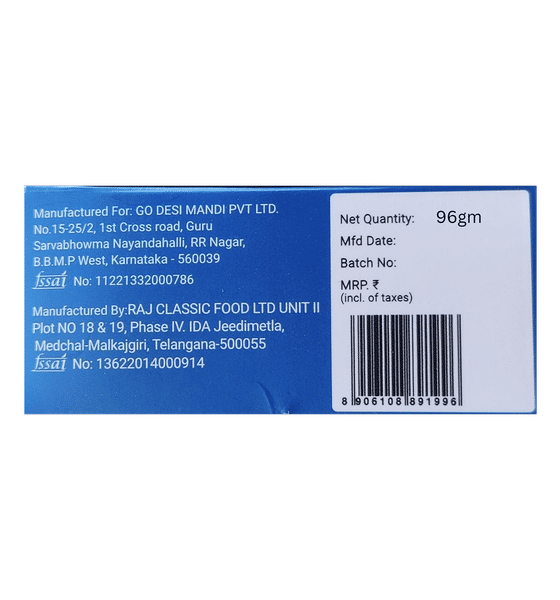 Manufactured For: GO DESI MANDI PVT LTD.
No.15-25/2, 1st Cross road, Guru
Sarvabhowma Nayandahalli, RR Nagar,
B.B.M.P West, Karnataka - 560039
fssai No: 11221332000786
Manufactured By:RAJ CLASSIC FOOD LTD UNIT II
Plot NO 18 & 19, Phase IV. IDA Jeedimetla,
Medchal-Malkajgiri, Telangana-500055
fssai No: 13622014000914
Net Quantity: 96gm
Mfd Date:
Batch No:
MRP. ₹
(incl. of taxes)
8 906108 891996